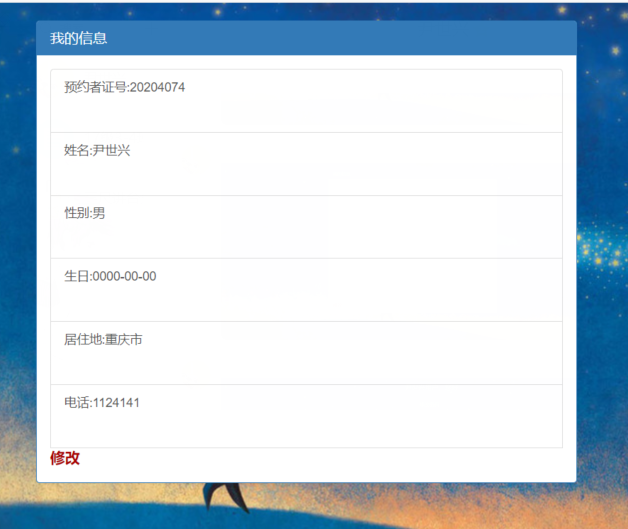 我的信息
预约者证号:20204074
姓名:尹世兴
性别:男
生日:0000-00-00
居住地:重庆市
电话:1124141
修改